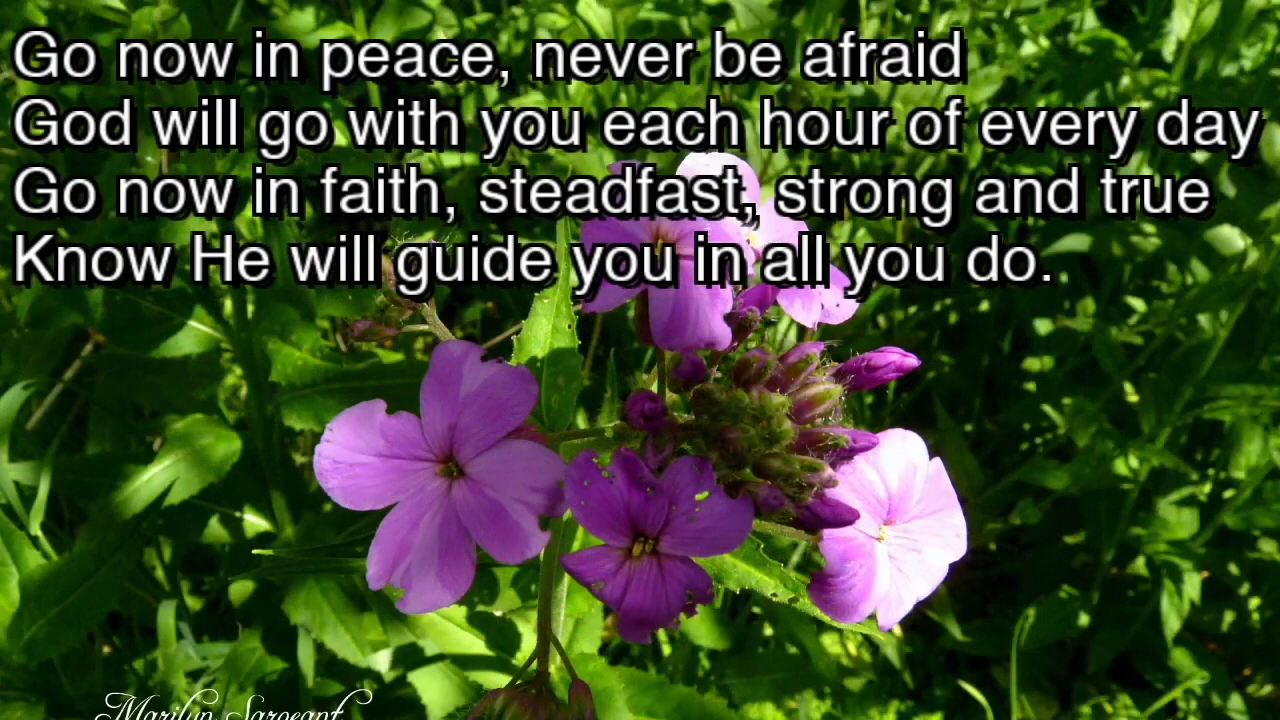 Go now in peace, never be afraid
God will go with you each hour of every day
Go now in faith, steadfast, strong and true
Know He will guide you in all you do.
Marilyn Sargeant